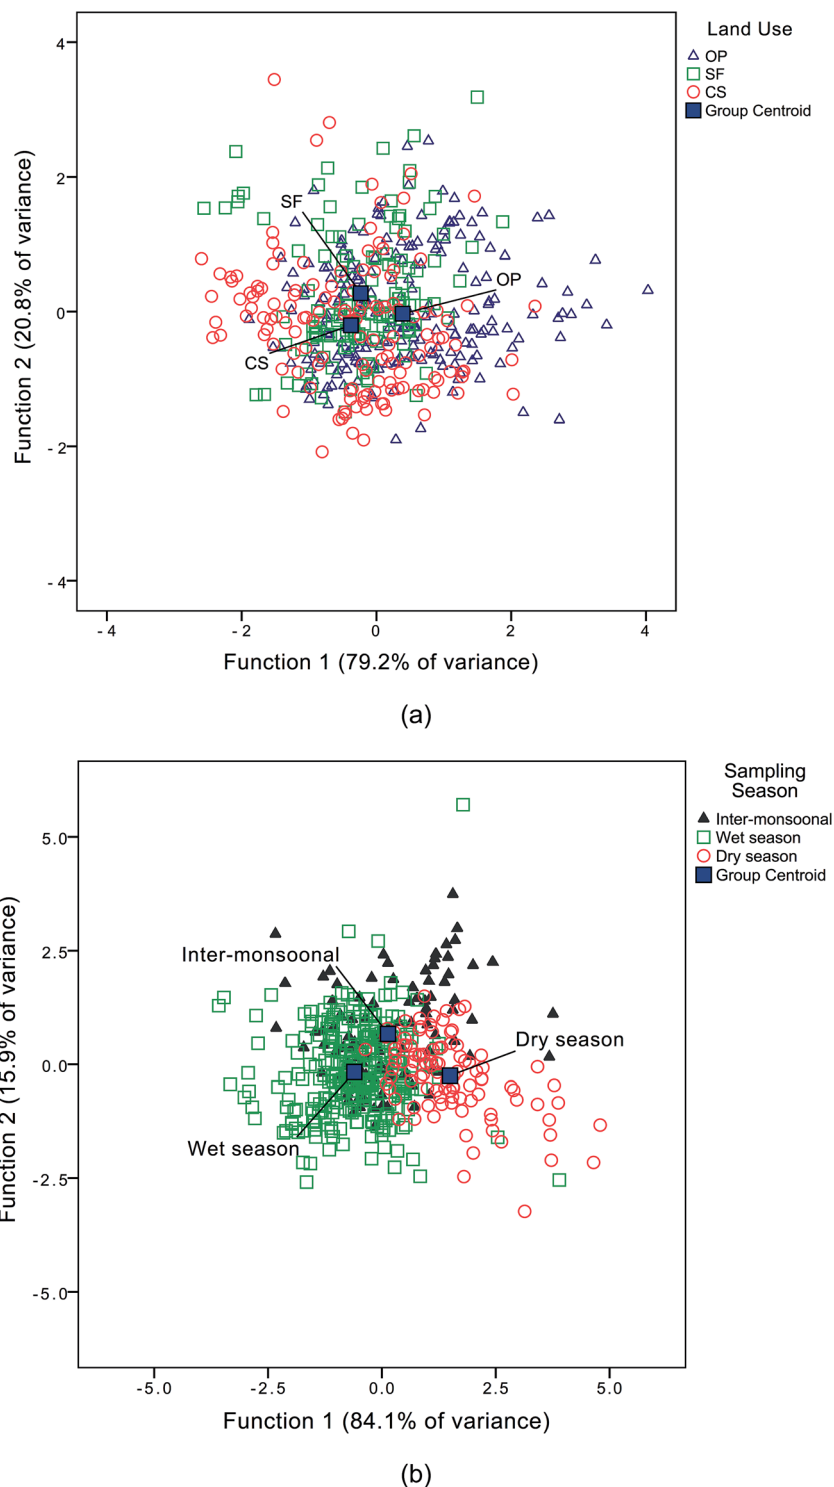 Land Use
OP
SF
CS
Group Centroid
4
2
0
- 2
- 4
Function 2 (20.8% of variance)
SF
OP
CS
- 4
- 2
0
2
4
Function 1 (79.2% of variance)
(a)
Sampling
Season
Inter-monsoonal
Wet season
Dry season
Group Centroid
5.0
2.5
0.0
-2.5
-5.0
Function 2 (15.9% of variance)
Inter-monsoonal
Dry season
Wet season
-5.0
-2.5
0.0
2.5
5.0
Function 1 (84.1% of variance)
(b)